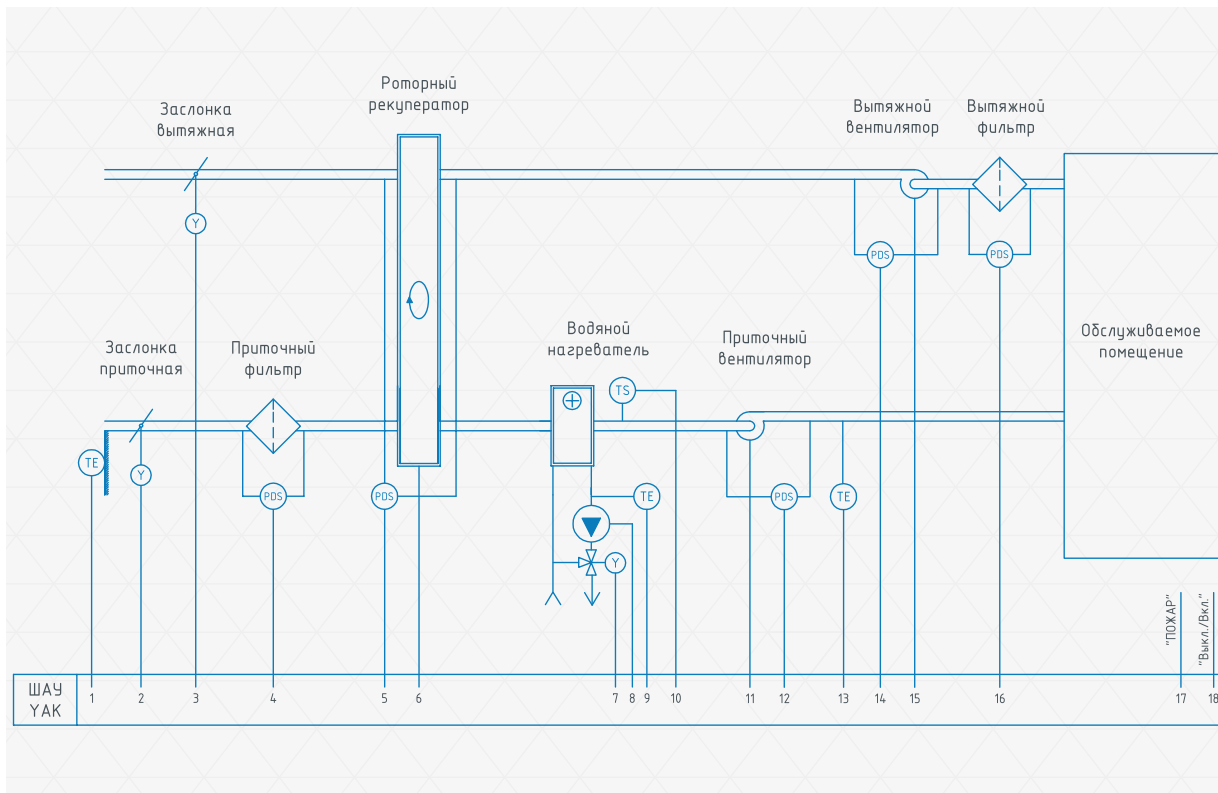 Роторный
рекуператор
Заслонка
вытяжная
Вытяжной
вентилятор
Вытяжной
фильтр
Y
PDS
PDS
Заслонка
приточная
Приточный
фильтр
Водяной
нагреватель
Приточный
вентилятор
Обслуживаемое
помещение
TS
TE
Y
PDS
PDS
TE
PDS
TE
Y
"ПОЖАР"
"Выкл./Вкл."
ШАУ
YAK
1 2 3 4 5 6 7 8 9 10 11 12 13 14 15 16 17 18